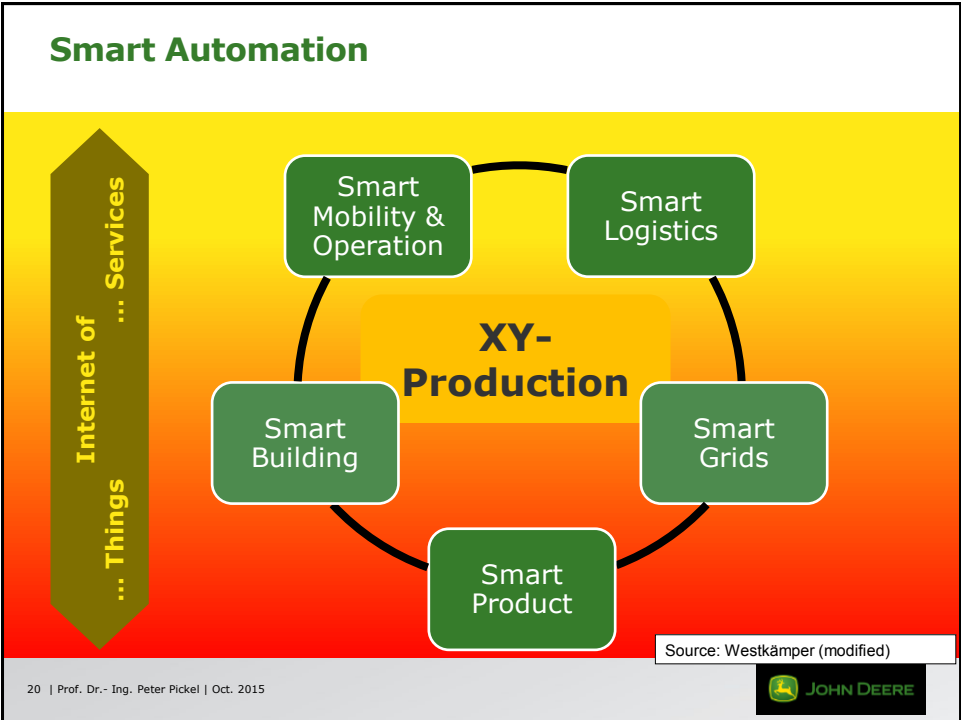 Smart Automation
... Services
Internet of
... Things
Smart
Mobility &
Operation
Smart
Logistics
XY-
Production
Smart
Building
Smart
Grids
Smart
Product
Source: Westkämper (modified)
20 | Prof. Dr.- Ing. Peter Pickel | Oct. 2015
JOHN DEERE